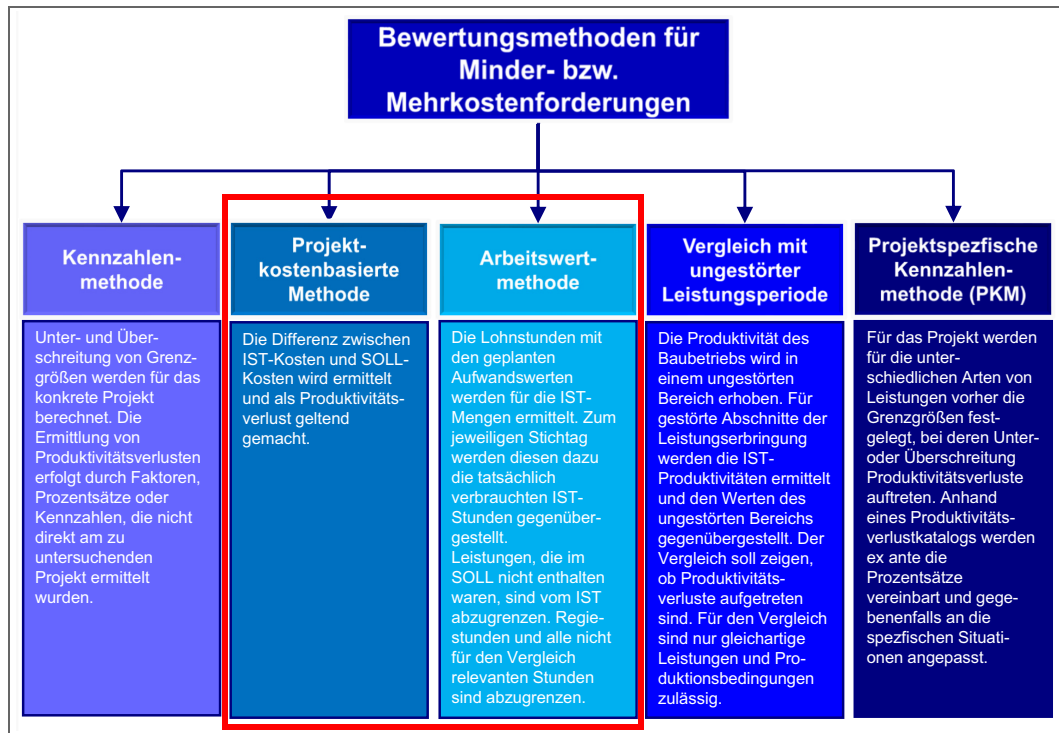 Bewertungsmethoden für
Minder- bzw.
Mehrkostenforderungen
Kennzahlen-
methode
Unter- und Über-
schreitung von Grenz-
größen werden für das
konkrete Projekt
berechnet. Die
Ermittlung von
Produktivitätsverlusten
erfolgt durch Faktoren,
Prozentsätze oder
Kennzahlen, die nicht
direkt am zu
untersuchenden
Projekt ermittelt
wurden.
Projekt-
kostenbasierte
Methode
Die Differenz zwischen
IST-Kosten und SOLL-
Kosten wird ermittelt
und als Produktivitäts-
verlust geltend
gemacht.
Arbeitswert-
methode
Die Lohnstunden mit
den geplanten
Aufwandswerten
werden für die IST-
Mengen ermittelt. Zum
jeweiligen Stichtag
werden diesen dazu
die tatsächlich
verbrauchten IST-
Stunden gegenüber-
gestellt.
Leistungen, die im
SOLL nicht enthalten
waren, sind vom IST
abzugrenzen. Regie-
stunden und alle nicht
für den Vergleich
relevanten Stunden
sind abzugrenzen.
Vergleich mit
ungestörter
Leistungsperiode
Die Produktivität des
Baubetriebs wird in
einem ungestörten
Bereich erhoben. Für
gestörte Abschnitte der
Leistungserbringung
werden die IST-
Produktivitäten ermittelt
und den Werten des
ungestörten Bereichs
gegenübergestellt. Der
Vergleich soll zeigen,
ob Produktivitäts-
verluste aufgetreten
sind. Für den Vergleich
sind nur gleichartige
Leistungen und Pro-
duktionsbedingungen
zulässig.
Projektspezfische
Kennzahlen-
methode (PKM)
Für das Projekt werden
für die unter-
schiedlichen Arten von
Leistungen vorher die
Grenzgrößen fest-
gelegt, bei deren Unter-
oder Überschreitung
Produktivitätsverluste
auftreten. Anhand
eines Produktivitäts-
verlustkatalogs werden
ex ante die
Prozentsätze
vereinbart und gege-
benenfalls an die
spezfischen Situati-
onen angepasst.